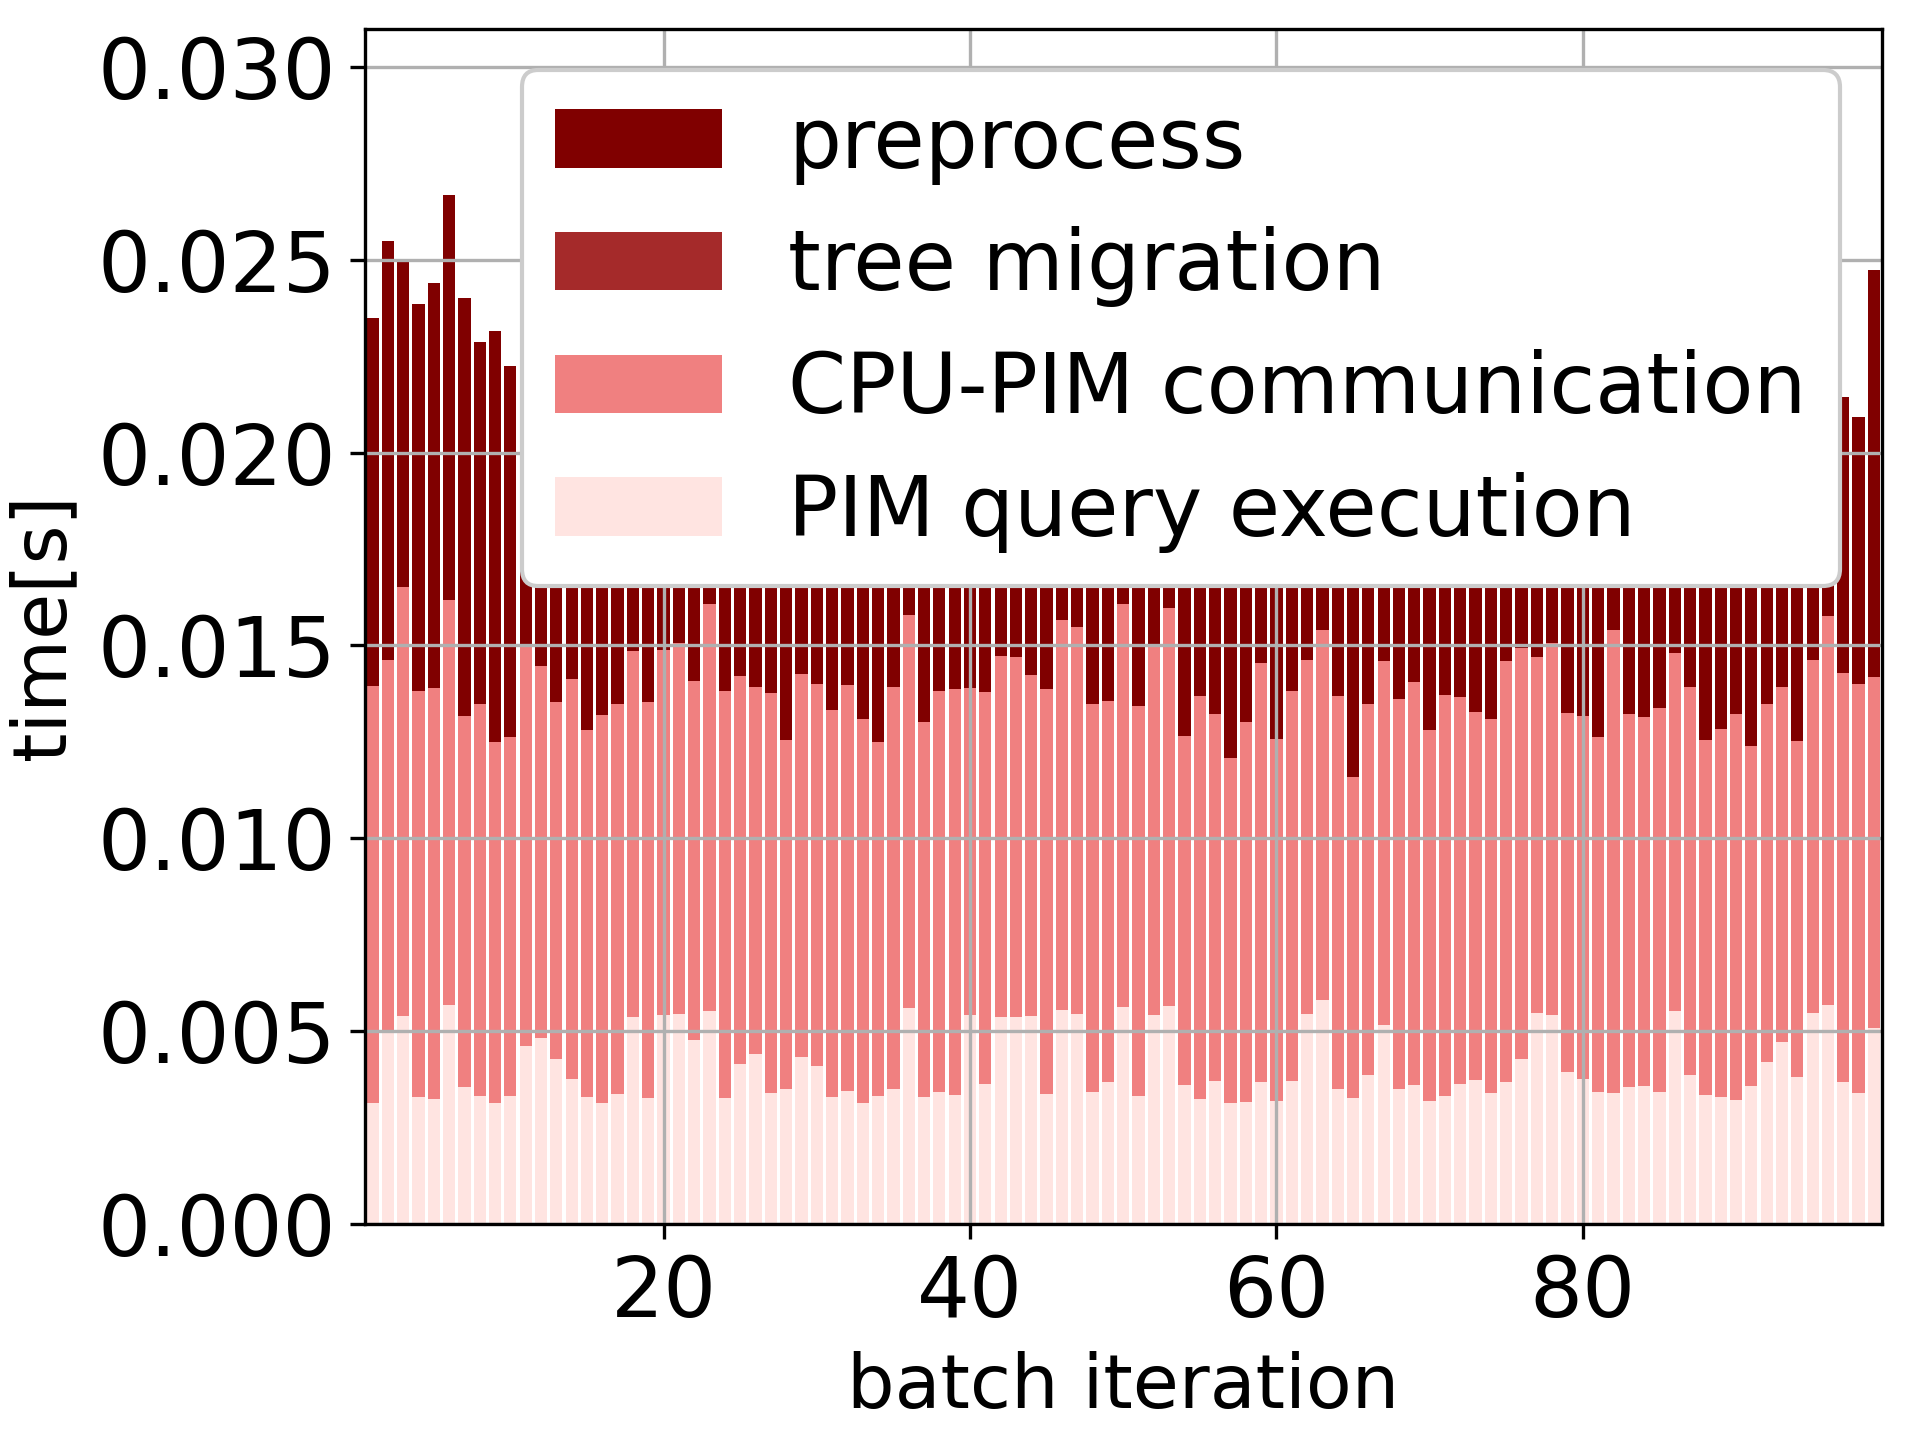 0.030
0.025
0.020
0.015
0.010
0.005
0.000
time[s]
preprocess
tree migration
CPU-PIM communication
PIM query execution
20 40 60 80
batch iteration